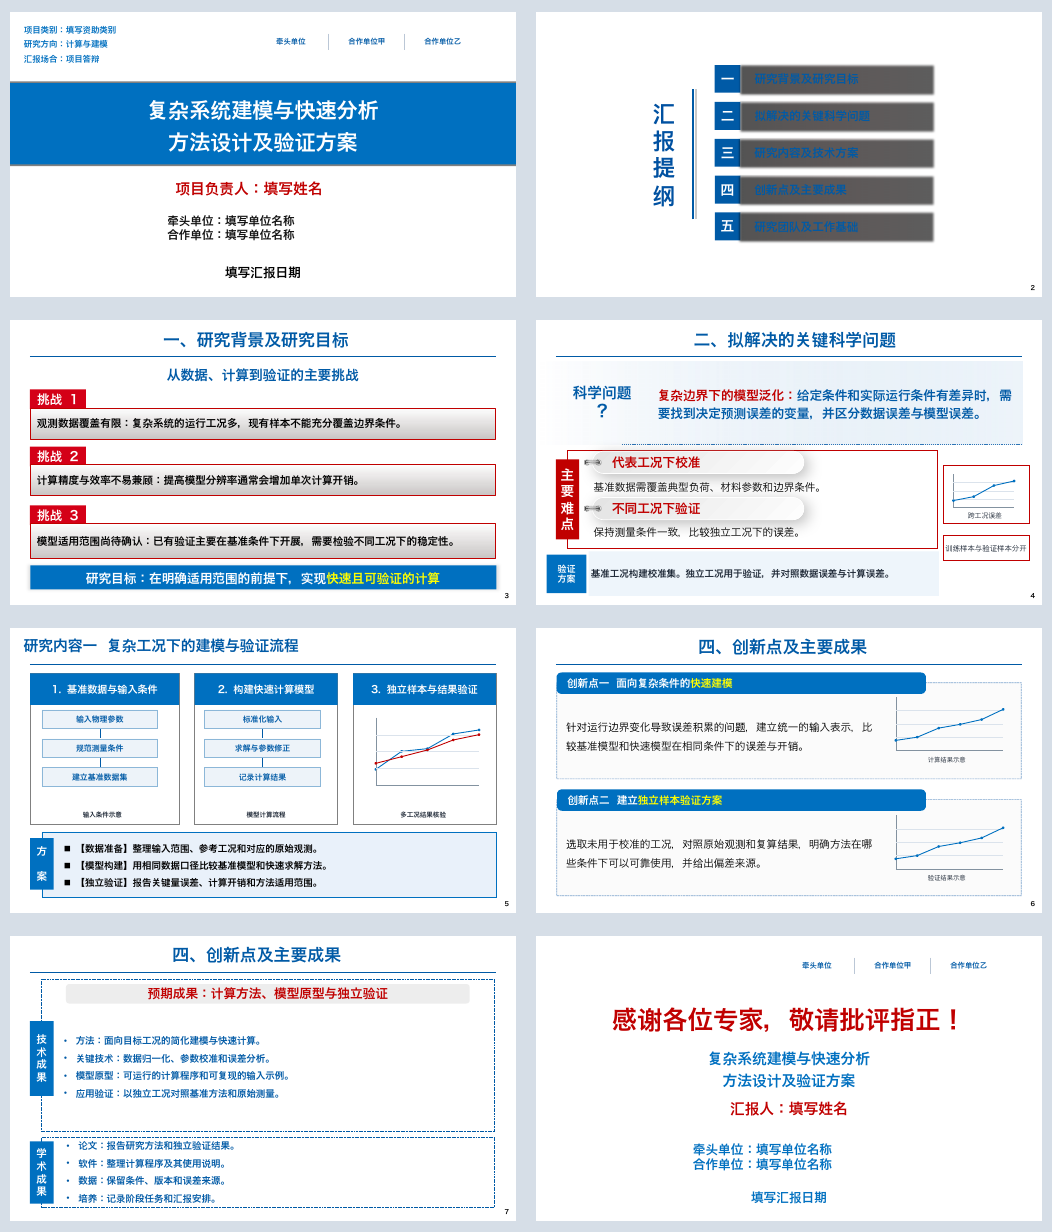 项目类别：填写资助类别
研究方向：计算与建模
汇报场合：项目答辩
牵头单位
合作单位甲
合作单位乙
复杂系统建模与快速分析
方法设计及验证方案
项目负责人：填写姓名
牵头单位：填写单位名称
合作单位：填写单位名称
填写汇报日期
汇报提纲
一 研究背景及研究目标
二 拟解决的关键科学问题
三 研究内容及技术方案
四 创新点及主要成果
五 研究团队及工作基础
2
一、研究背景及研究目标
从数据、计算到验证的主要挑战
挑战 1
观测数据覆盖有限：复杂系统的运行工况多，现有样本不能充分覆盖边界条件。
挑战 2
计算精度与效率不易兼顾：提高模型分辨率通常会增加单次计算开销。
挑战 3
模型适用范围尚待确认：已有验证主要在基准条件下开展，需要检验不同工况下的稳定性。
研究目标：在明确适用范围的前提下，实现快速且可验证的计算
3
二、拟解决的关键科学问题
科学问题
？
复杂边界下的模型泛化：给定条件和实际运行条件有差异时，需
要找到决定预测误差的变量，并区分数据误差与模型误差。
主要难点
代表工况下校准
基准数据需覆盖典型负荷、材料参数和边界条件。
不同工况下验证
保持测量条件一致，比较独立工况下的误差。
跨工况误差
训练样本与验证样本分开
验证
方案
基准工况构建校准集。独立工况用于验证，并对照数据误差与计算误差。
4
研究内容一 复杂工况下的建模与验证流程
1. 基准数据与输入条件
输入物理参数
规范测量条件
建立基准数据集
输入条件示意
2. 构建快速计算模型
标准化输入
求解与参数修正
记录计算结果
模型计算流程
3. 独立样本与结果验证
多工况结果核验
方案
■ 【数据准备】整理输入范围、参考工况和对应的原始观测。
■ 【模型构建】用相同数据口径比较基准模型和快速求解方法。
■ 【独立验证】报告关键量误差、计算开销和方法适用范围。
5
四、创新点及主要成果
创新点一 面向复杂条件的快速建模
针对运行边界变化导致误差积累的问题，建立统一的输入表示，比
较基准模型和快速模型在相同条件下的误差与开销。
计算结果示意
创新点二 建立独立样本验证方案
选取未用于校准的工况，对照原始观测和复算结果，明确方法在哪
些条件下可以可靠使用，并给出偏差来源。
验证结果示意
6
四、创新点及主要成果
预期成果：计算方法、模型原型与独立验证
技术成果
• 方法：面向目标工况的简化建模与快速计算。
• 关键技术：数据归一化、参数校准和误差分析。
• 模型原型：可运行的计算程序和可复现的输入示例。
• 应用验证：以独立工况对照基准方法和原始测量。
学术成果
• 论文：报告研究方法和独立验证结果。
• 软件：整理计算程序及其使用说明。
• 数据：保留条件、版本和误差来源。
• 培养：记录阶段任务和汇报安排。
7
牵头单位
合作单位甲
合作单位乙
感谢各位专家，敬请批评指正！
复杂系统建模与快速分析
方法设计及验证方案
汇报人：填写姓名
牵头单位：填写单位名称
合作单位：填写单位名称
填写汇报日期